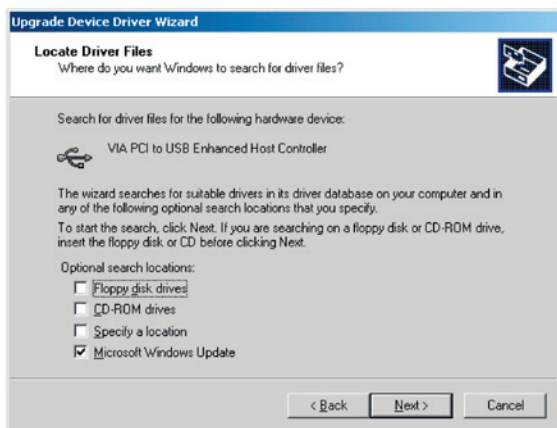 Upgrade Device Driver Wizard
Locate Driver Files
Where do you want Windows to search for driver files?
Search for driver files for the following hardware device:
VIA PCI to USB Enhanced Host Controller
The wizard searches for suitable drivers in its driver database on your computer and in
any of the following optional search locations that you specify.
To start the search, click Next. If you are searching on a floppy disk or CD-ROM drive,
insert the floppy disk or CD before clicking Next.
Optional search locations:
Floppy disk drives
CD-ROM drives
Specify a location
Microsoft Windows Update
< Back Next > Cancel